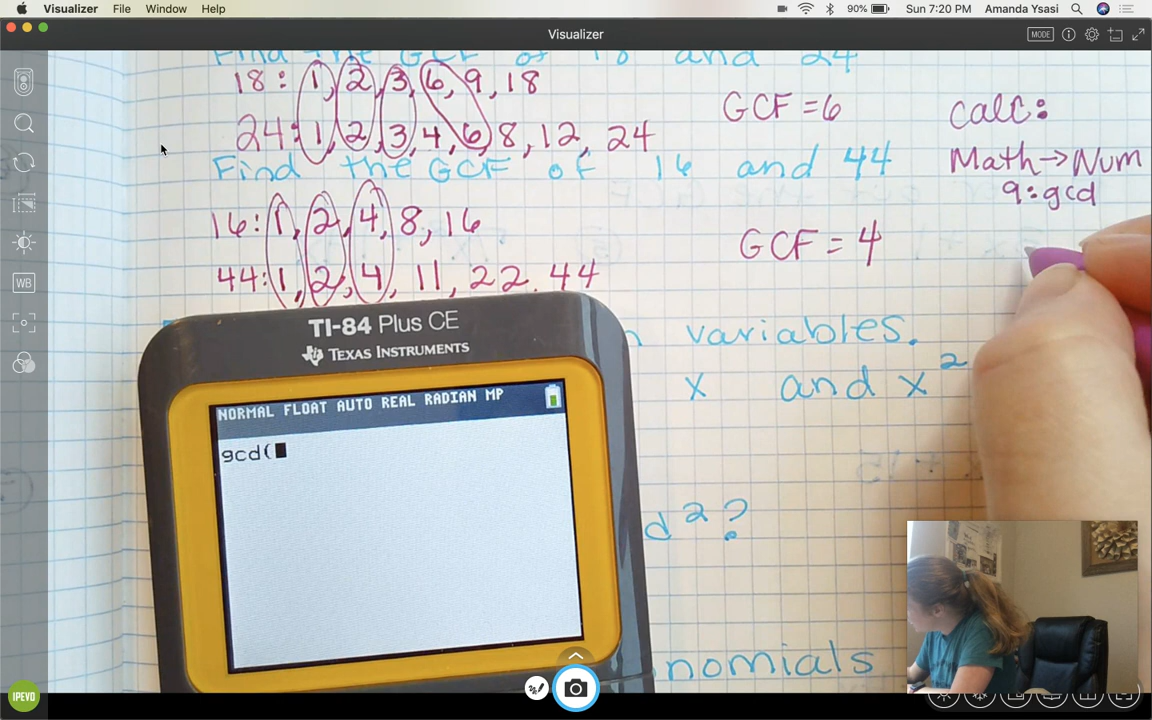 Visualizer File Window Help 90% Sun 7:20 PM Amanda Ysasi
Visualizer
MODE
Find the GCF of 18 and 24
18: 1, 2, 3, 6, 9, 18
24: 1, 2, 3, 4, 6, 8, 12, 24
GCF = 6
Find the GCF of 16 and 44
16: 1, 2, 4, 8, 16
44: 1, 2, 4, 11, 22, 44
GCF = 4
calc:
Math → Num
9: gcd
variables.
x and x²
d²?
nomials
TI-84 Plus CE
TEXAS INSTRUMENTS
NORMAL FLOAT AUTO REAL RADIAN MP
gcd(
WB
IPEVO